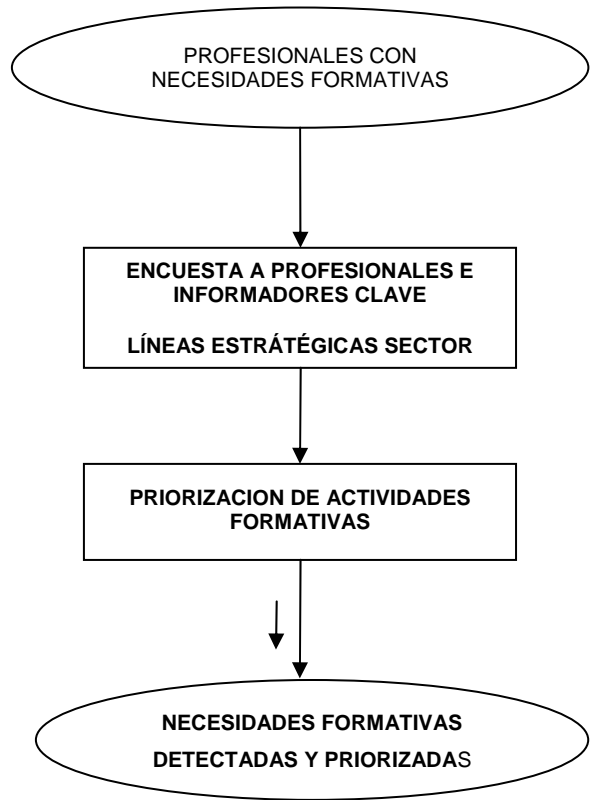 PROFESIONALES CON
NECESIDADES FORMATIVAS
ENCUESTA A PROFESIONALES E
INFORMADORES CLAVE
LÍNEAS ESTRÁTÉGICAS SECTOR
PRIORIZACION DE ACTIVIDADES
FORMATIVAS
NECESIDADES FORMATIVAS
DETECTADAS Y PRIORIZADAS